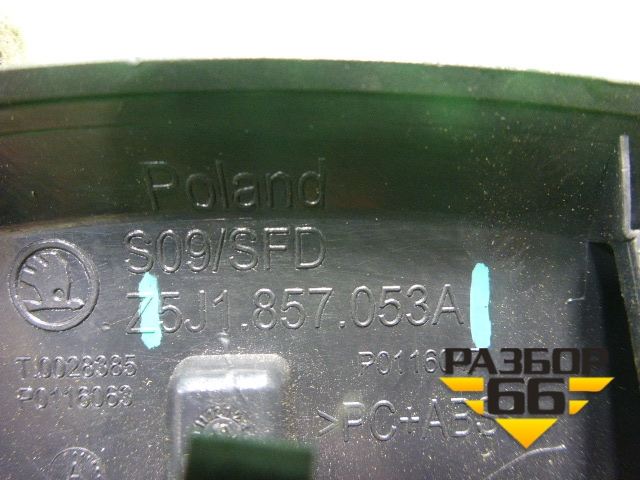 Poland
S09/SFD
Z5J1.857.053A
T.0028385
P0116063
>PC+ABS
РАЗБОР
66